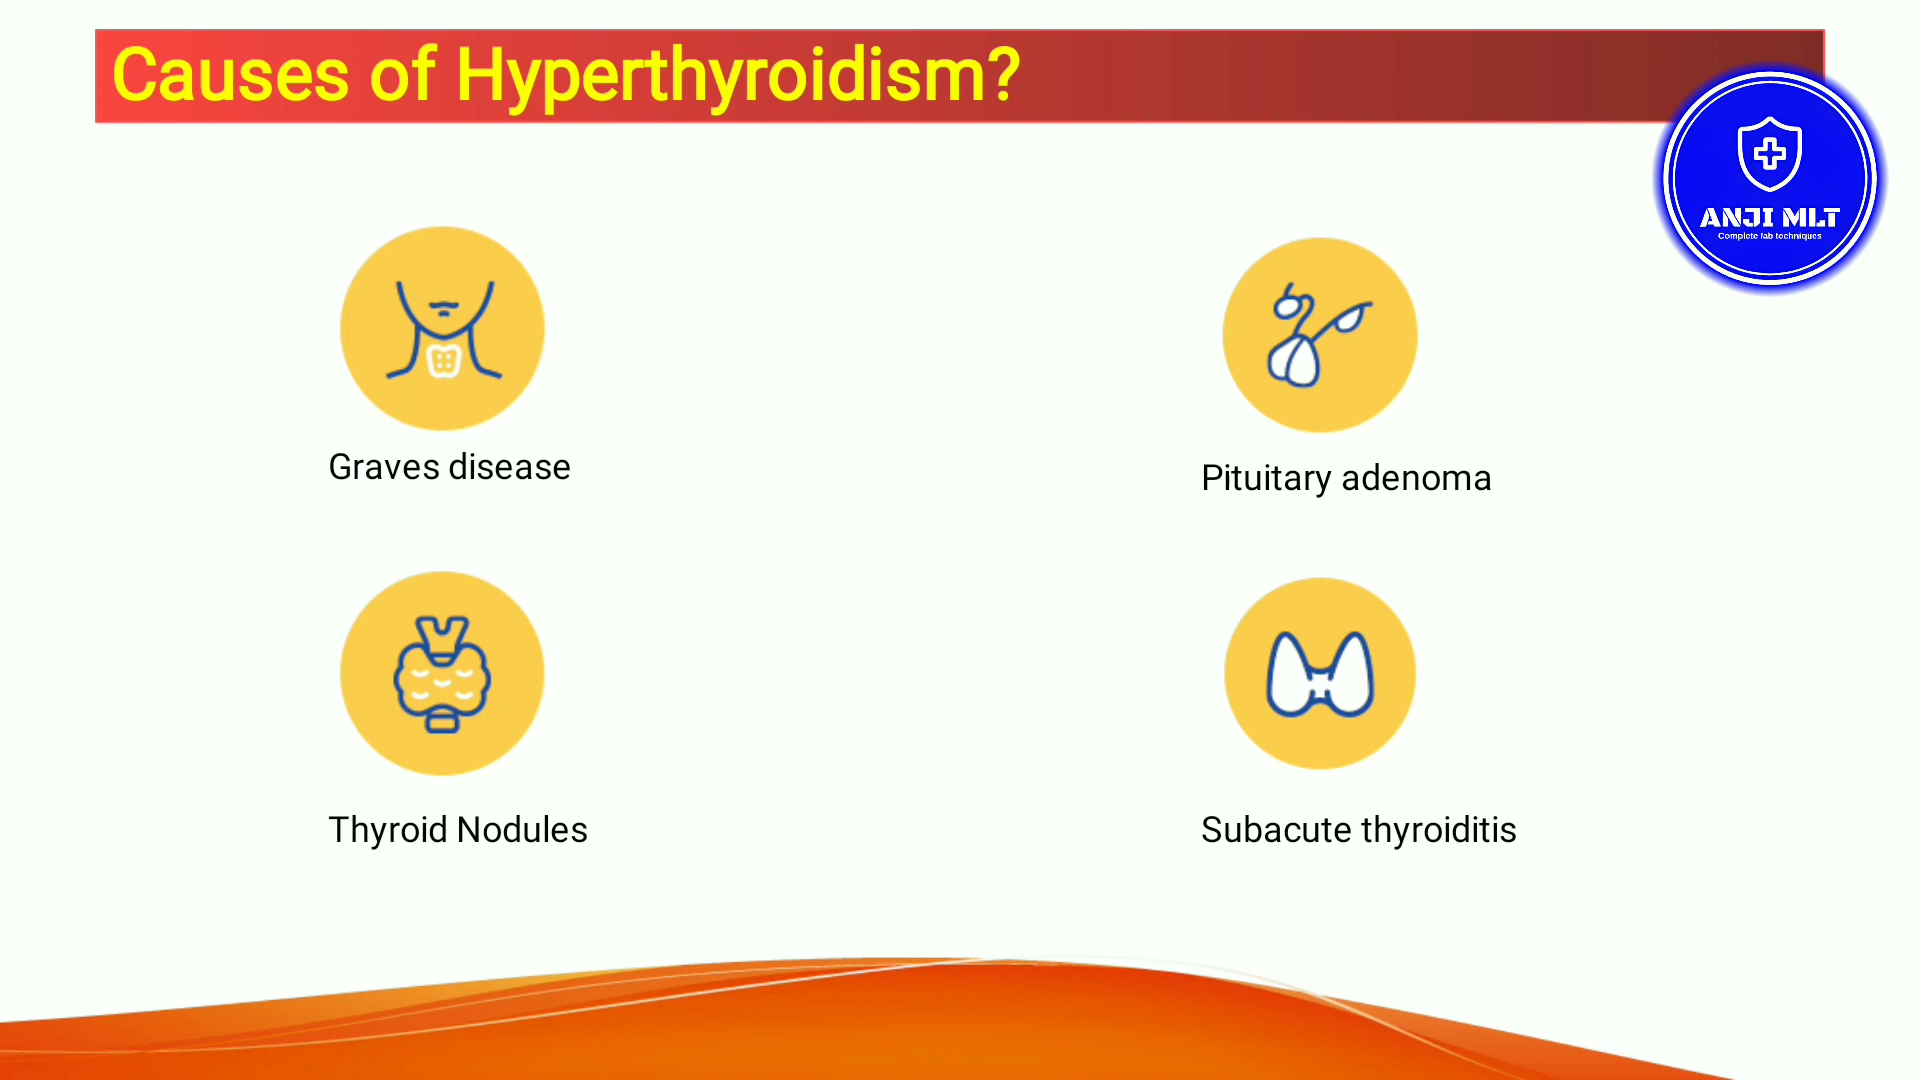 Causes of Hyperthyroidism?
ANJI MLT
Complete lab techniques
Graves disease
Pituitary adenoma
Thyroid Nodules
Subacute thyroiditis